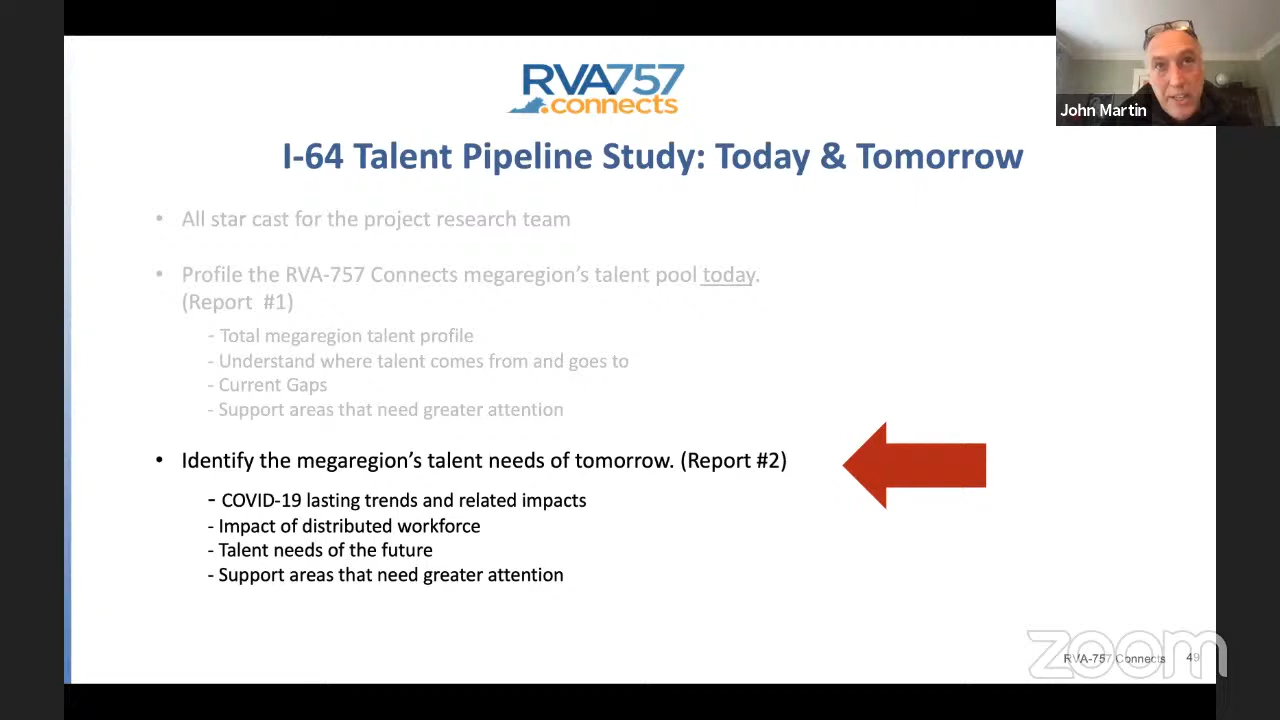 RVA757
connects
John Martin
I-64 Talent Pipeline Study: Today & Tomorrow
• All star cast for the project research team
• Profile the RVA-757 Connects megaregion’s talent pool today.
(Report #1)
- Total megaregion talent profile
- Understand where talent comes from and goes to
- Current Gaps
- Support areas that need greater attention
• Identify the megaregion’s talent needs of tomorrow. (Report #2)
- COVID-19 lasting trends and related impacts
- Impact of distributed workforce
- Talent needs of the future
- Support areas that need greater attention
zoom
RVA-757 Connects 49